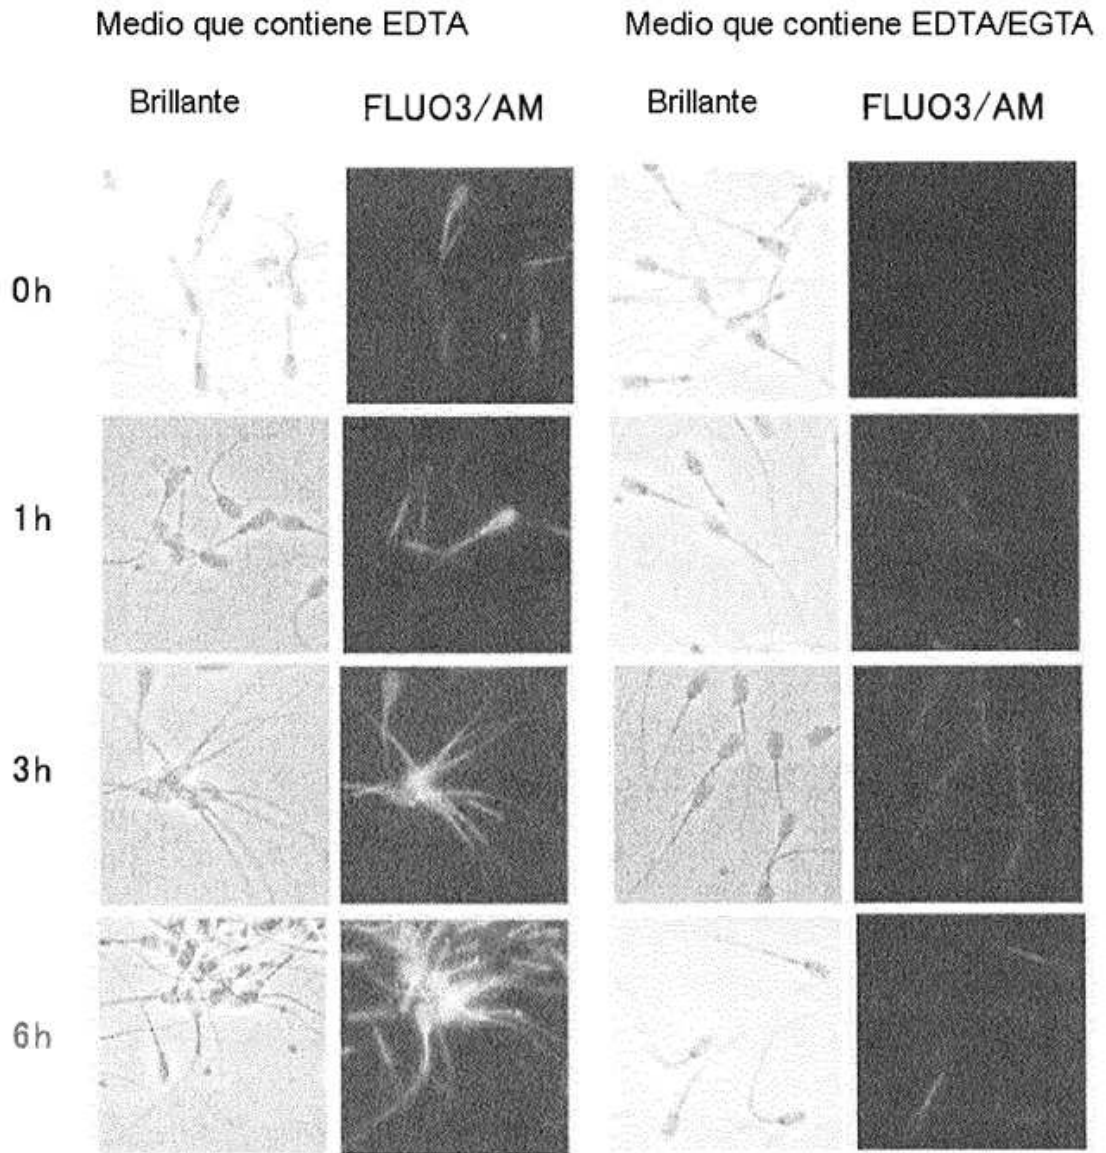 Medio que contiene EDTA Medio que contiene EDTA/EGTA
Brillante FLUO3/AM Brillante FLUO3/AM
0h
1h
3h
6h